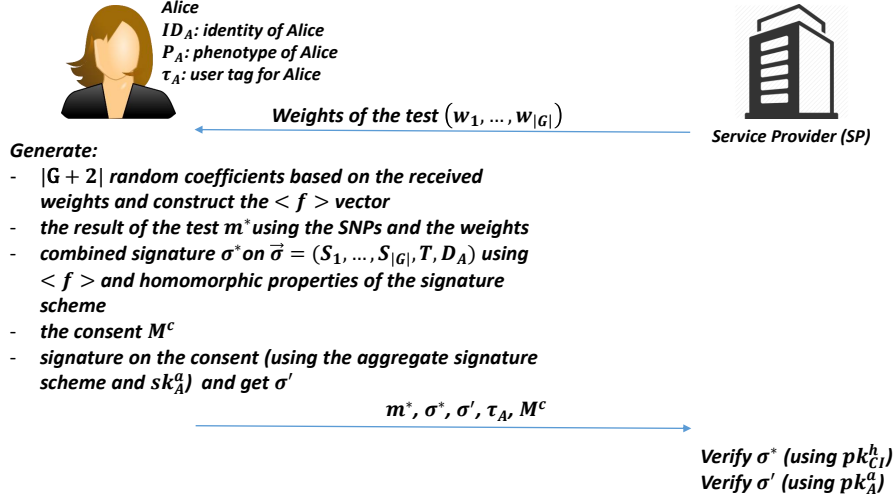 Alice
ID_A: identity of Alice
P_A: phenotype of Alice
τ_A: user tag for Alice
Weights of the test (w_1, ..., w_|G|)
Service Provider (SP)
Generate:
- |G + 2| random coefficients based on the received
weights and construct the < f > vector
- the result of the test m* using the SNPs and the weights
- combined signature σ* on σ⃗ = (S_1, ..., S_|G|, T, D_A) using
< f > and homomorphic properties of the signature
scheme
- the consent M^c
- signature on the consent (using the aggregate signature
scheme and sk_A^a) and get σ′
m*, σ*, σ′, τ_A, M^c
Verify σ* (using pk_CI^h)
Verify σ′ (using pk_A^a)